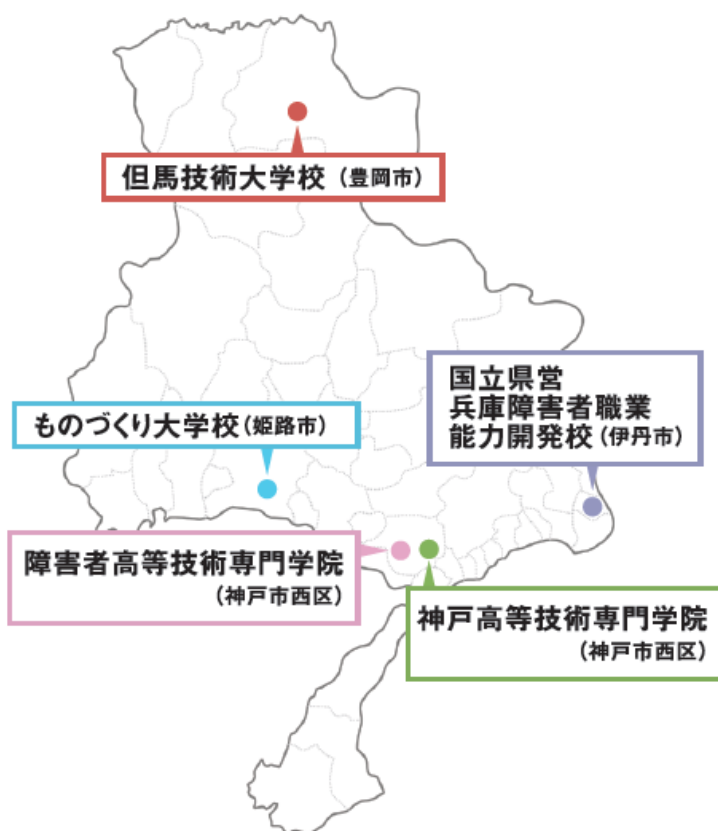 但馬技術大学校（豊岡市）
国立県営
兵庫障害者職業
能力開発校（伊丹市）
ものづくり大学校（姫路市）
障害者高等技術専門学院
（神戸市西区）
神戸高等技術専門学院
（神戸市西区）